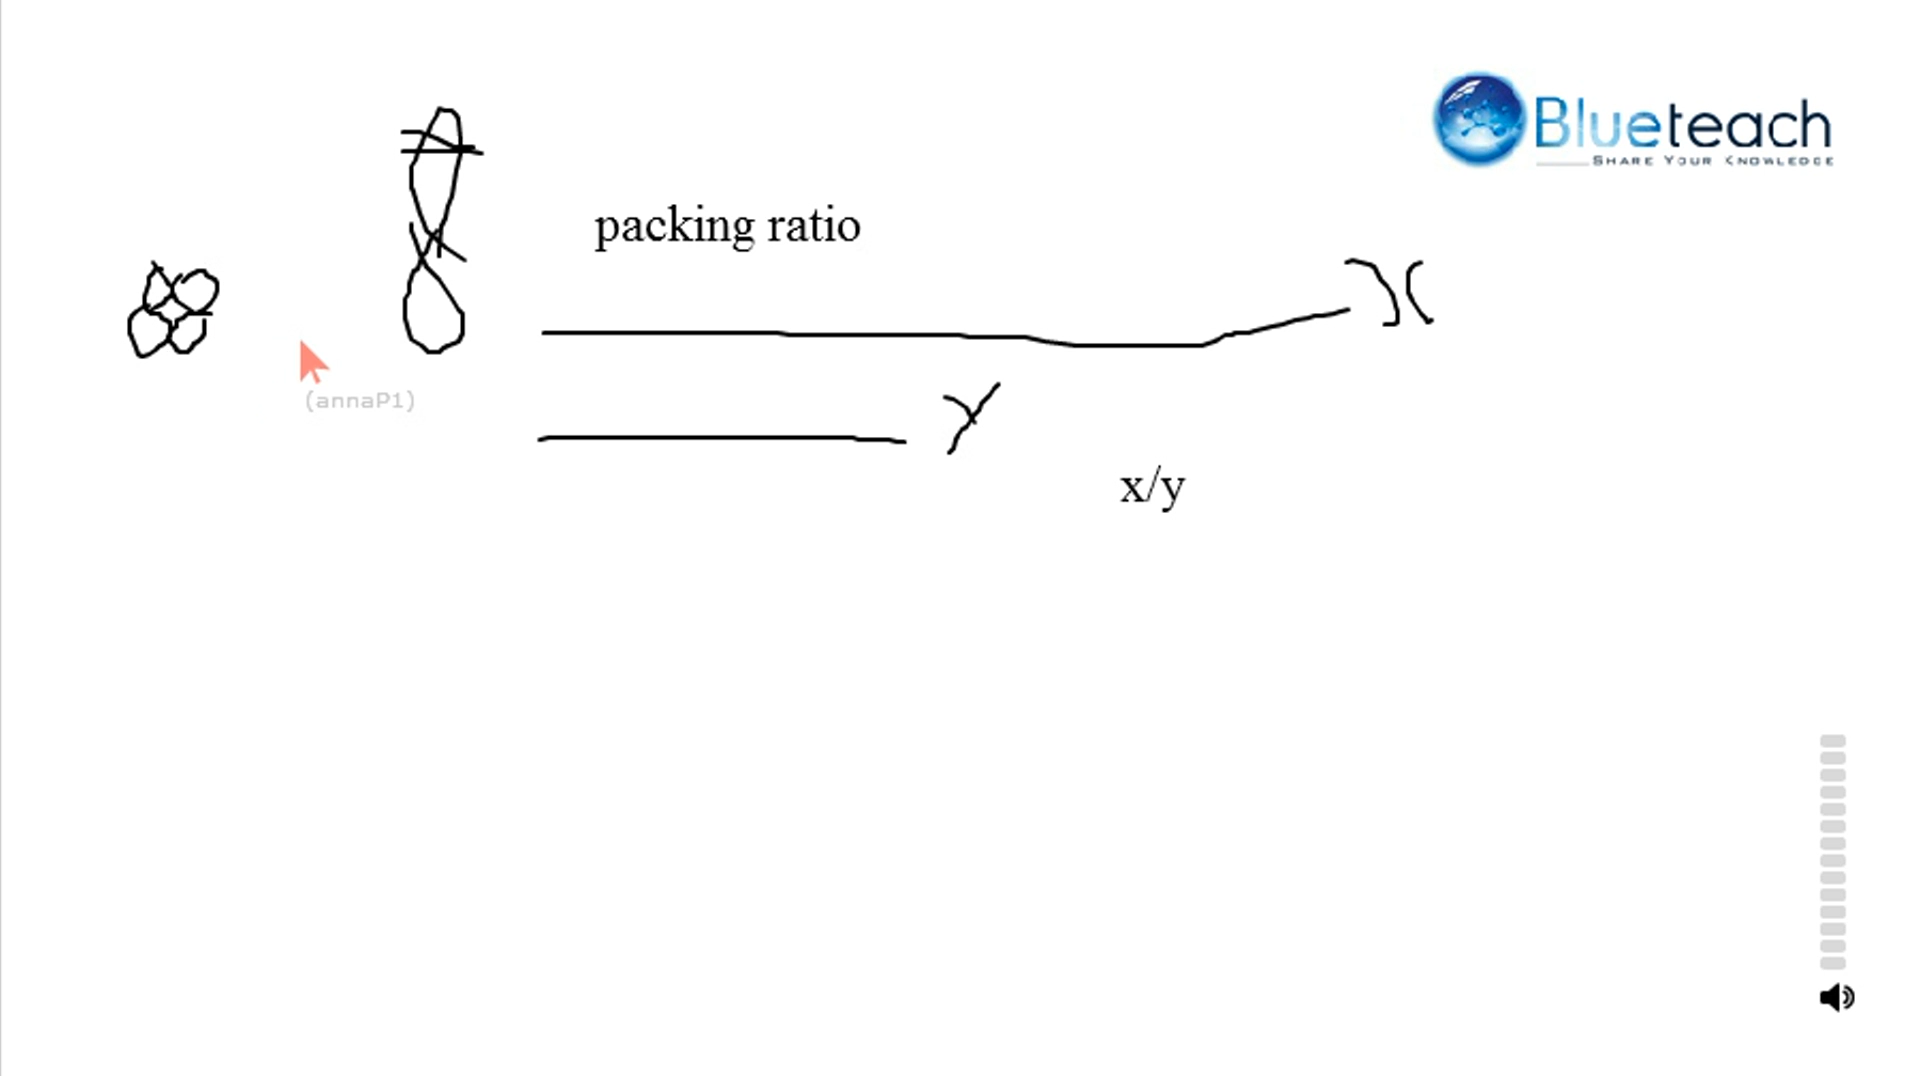 Blueteach
SHARE YOUR KNOWLEDGE
packing ratio
x
(annaP1)
y
x/y